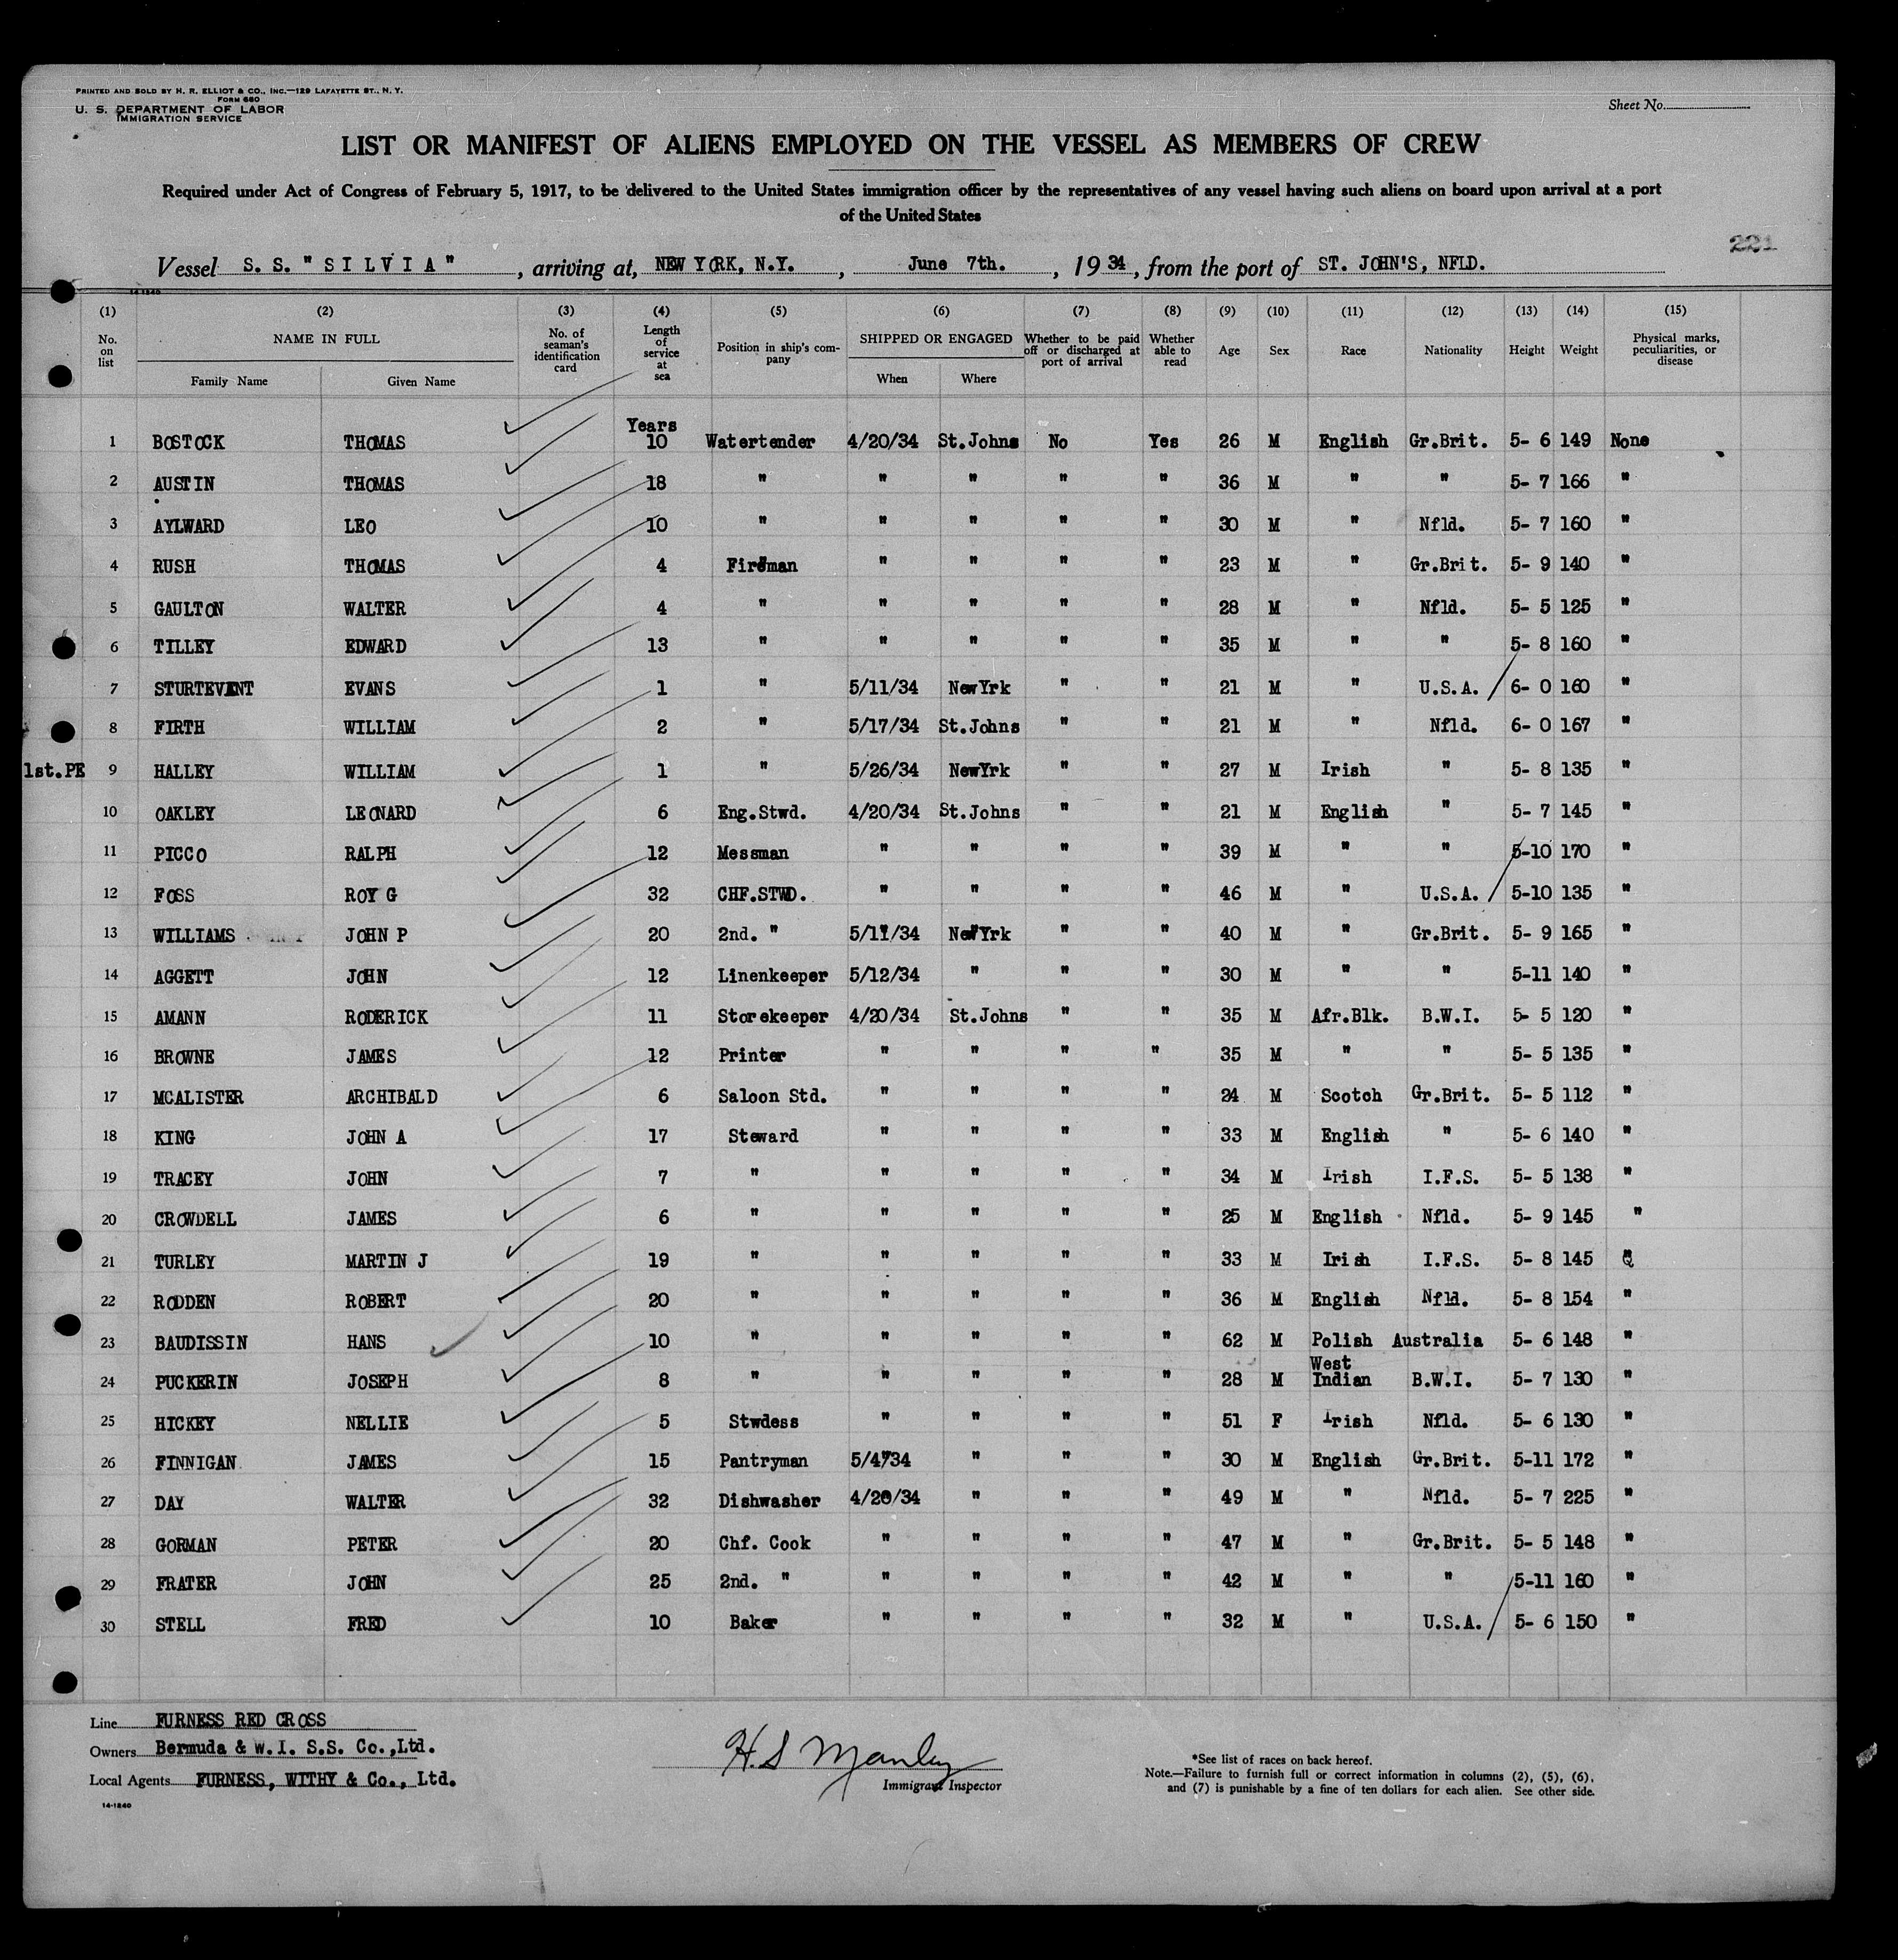 PRINTED AND SOLD BY H. R. ELLIOT & CO., INC.—129 LAFAYETTE ST., N. Y.
FORM 680
U. S. DEPARTMENT OF LABOR
IMMIGRATION SERVICE
Sheet No.
LIST OR MANIFEST OF ALIENS EMPLOYED ON THE VESSEL AS MEMBERS OF CREW
Required under Act of Congress of February 5, 1917, to be delivered to the United States immigration officer by the representatives of any vessel having such aliens on board upon arrival at a port
of the United States
221
Vessel S. S. " S I L V I A " , arriving at, NEW YORK, N.Y. , June 7th. , 19 34 , from the port of ST. JOHN'S, NFLD.
14-1240
(1) (2) (3) (4) (5) (6) (7) (8) (9) (10) (11) (12) (13) (14) (15)
No. on list NAME IN FULL Family Name Given Name No. of seaman's identification card Length of service at sea Position in ship's company SHIPPED OR ENGAGED When Where Whether to be paid off or discharged at port of arrival Whether able to read Age Sex Race Nationality Height Weight Physical marks, peculiarities, or disease
Years
1 BOSTOCK THOMAS 10 Watertender 4/20/34 St.Johns No Yes 26 M English Gr.Brit. 5- 6 149 None
2 AUSTIN THOMAS 18 " " " " " 36 M " " 5- 7 166 "
3 AYLWARD LEO 10 " " " " " 30 M " Nfld. 5- 7 160 "
4 RUSH THOMAS 4 Fireman " " " " 23 M " Gr.Brit. 5- 9 140 "
5 GAULTON WALTER 4 " " " " " 28 M " Nfld. 5- 5 125 "
6 TILLEY EDWARD 13 " " " " " 35 M " " 5- 8 160 "
7 STURTEVENT EVANS 1 " 5/11/34 NewYrk " " 21 M " U.S.A. 6- 0 160 "
8 FIRTH WILLIAM 2 " 5/17/34 St.Johns " " 21 M " Nfld. 6- 0 167 "
1st.PE 9 HALLEY WILLIAM 1 " 5/26/34 NewYrk " " 27 M Irish " 5- 8 135 "
10 OAKLEY LEONARD 6 Eng.Stwd. 4/20/34 St.Johns " " 21 M English " 5- 7 145 "
11 PICCO RALPH 12 Messman " " " " 39 M " " 5-10 170 "
12 FOSS ROY G 32 CHF.STWD. " " " " 46 M " U.S.A. 5-10 135 "
13 WILLIAMS JOHN P 20 2nd. " 5/11/34 NewYrk " " 40 M " Gr.Brit. 5- 9 165 "
14 AGGETT JOHN 12 Linenkeeper 5/12/34 " " " 30 M " " 5-11 140 "
15 AMANN RODERICK 11 Storekeeper 4/20/34 St.Johns " " 35 M Afr.Blk. B.W.I. 5- 5 120 "
16 BROWNE JAMES 12 Printer " " " " 35 M " " 5- 5 135 "
17 MCALISTER ARCHIBALD 6 Saloon Std. " " " " 24 M Scotch Gr.Brit. 5- 5 112 "
18 KING JOHN A 17 Steward " " " " 33 M English " 5- 6 140 "
19 TRACEY JOHN 7 " " " " " 34 M Irish I.F.S. 5- 5 138 "
20 CROWDELL JAMES 6 " " " " " 25 M English Nfld. 5- 9 145 "
21 TURLEY MARTIN J 19 " " " " " 33 M Irish I.F.S. 5- 8 145 "
22 RODDEN ROBERT 20 " " " " " 36 M English Nfld. 5- 8 154 "
23 BAUDISSIN HANS 10 " " " " " 62 M Polish Australia 5- 6 148 "
24 PUCKERIN JOSEPH 8 " " " " " 28 M West Indian B.W.I. 5- 7 130 "
25 HICKEY NELLIE 5 Stwdess " " " " 51 F Irish Nfld. 5- 6 130 "
26 FINNIGAN JAMES 15 Pantryman 5/4/34 " " " 30 M English Gr.Brit. 5-11 172 "
27 DAY WALTER 32 Dishwasher 4/20/34 " " " 49 M " Nfld. 5- 7 225 "
28 GORMAN PETER 20 Chf. Cook " " " " 47 M " Gr.Brit. 5- 5 148 "
29 FRATER JOHN 25 2nd. " " " " " 42 M " " 5-11 160 "
30 STELL FRED 10 Baker " " " " 32 M " U.S.A. 5- 6 150 "
Line FURNESS RED CROSS
Owners Bermuda & W.I. S.S. Co.,Ltd.
Local Agents FURNESS, WITHY & Co., Ltd.
14-1240
H.S Manley
Immigrant Inspector
*See list of races on back hereof.
Note.—Failure to furnish full or correct information in columns (2), (5), (6),
and (7) is punishable by a fine of ten dollars for each alien. See other side.